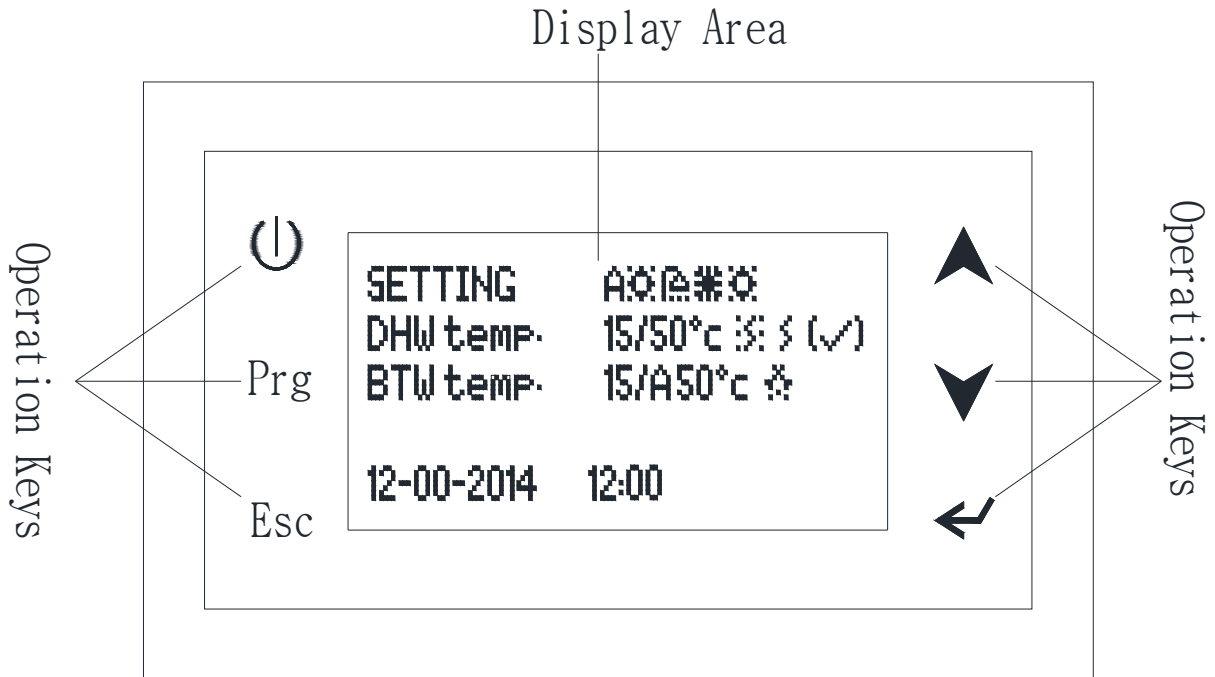 Display Area
Operation Keys
Prg
Esc
SETTING A
DHW temp. 15/50°c (✓)
BTW temp. 15/A50°c
12-00-2014 12:00
Operation Keys